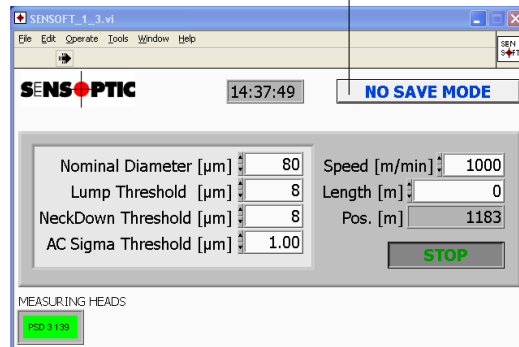 SENSOFT_1_3.vi
File Edit Operate Tools Window Help
SEN
SOFT
SENSOPTIC
14:37:49
NO SAVE MODE
Nominal Diameter [µm] 80
Speed [m/min] 1000
Lump Threshold [µm] 8
Length [m] 0
NeckDown Threshold [µm] 8
Pos. [m] 1183
AC Sigma Threshold [µm] 1.00
STOP
MEASURING HEADS
PSD 3 139